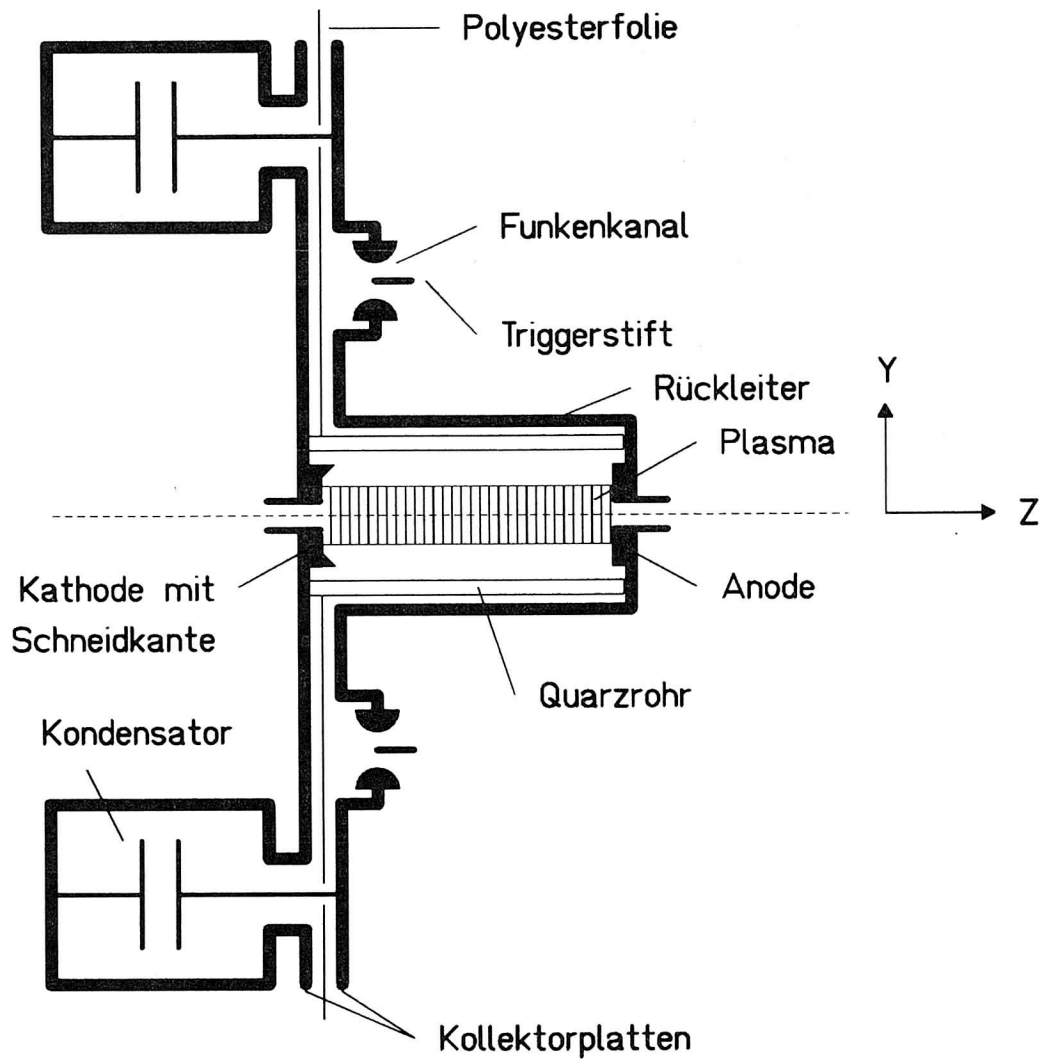 Polyesterfolie
Funkenkanal
Triggerstift
Rückleiter
Y
Plasma
Z
Kathode mit
Schneidkante
Anode
Quarzrohr
Kondensator
Kollektorplatten